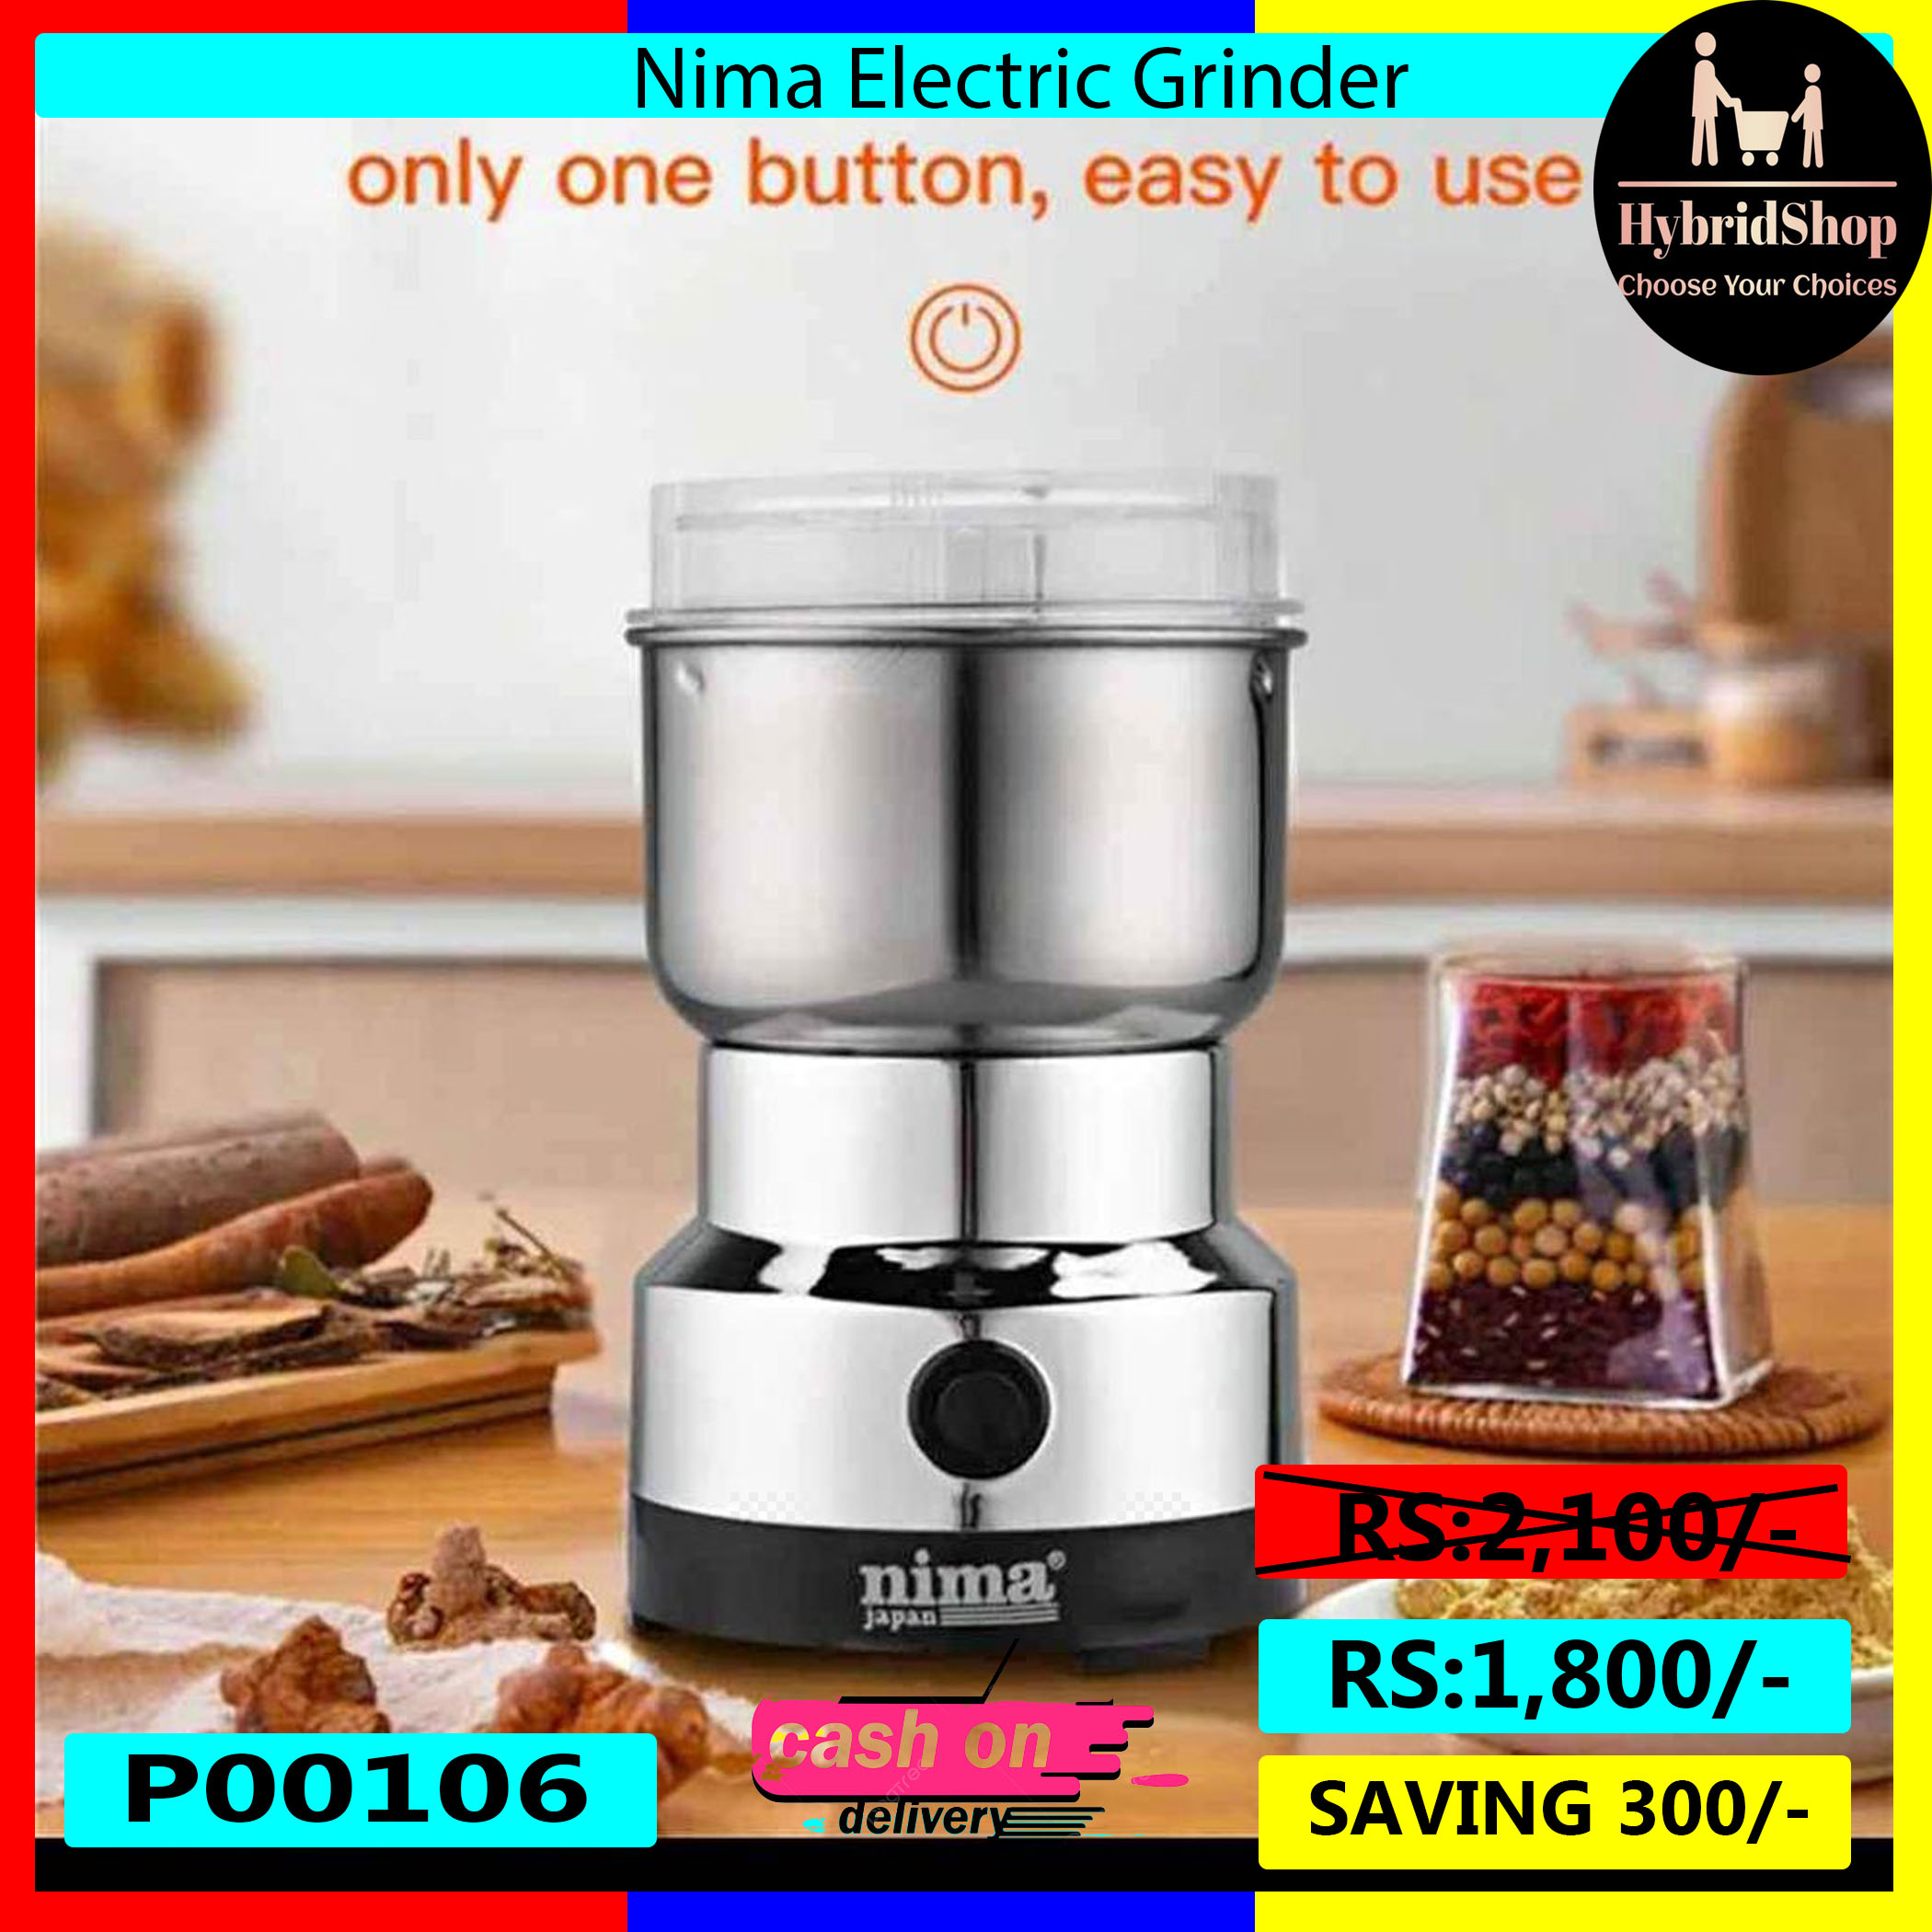 Nima Electric Grinder
only one button, easy to use
HybridShop
Choose Your Choices
nima®
japan
RS:2,100/-
RS:1,800/-
SAVING 300/-
P00106
cash on
delivery